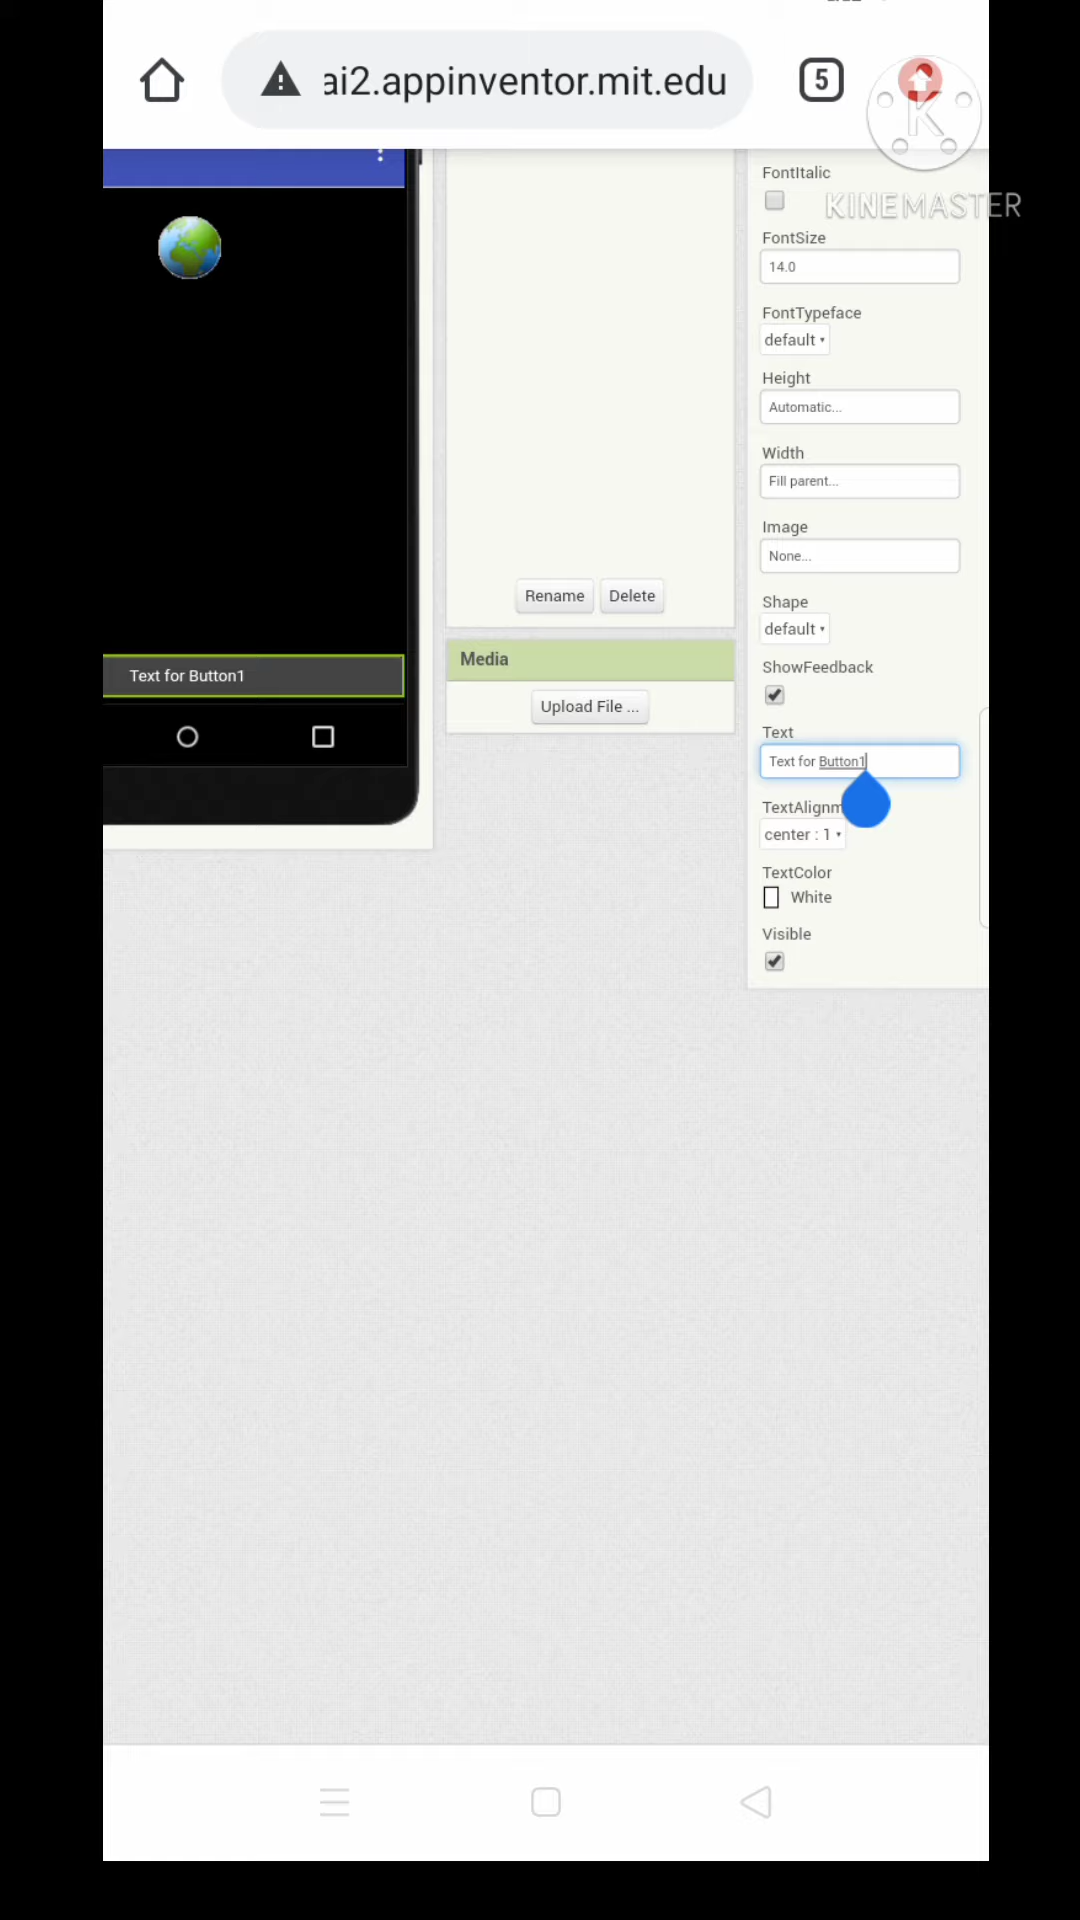 ai2.appinventor.mit.edu
5
K
KINEMASTER
FontItalic
FontSize
14.0
FontTypeface
default
Height
Automatic...
Width
Fill parent...
Image
None...
Rename
Delete
Shape
default
Media
ShowFeedback
Text for Button1
Upload File ...
Text
Text for Button1
TextAlignm
center : 1
TextColor
White
Visible